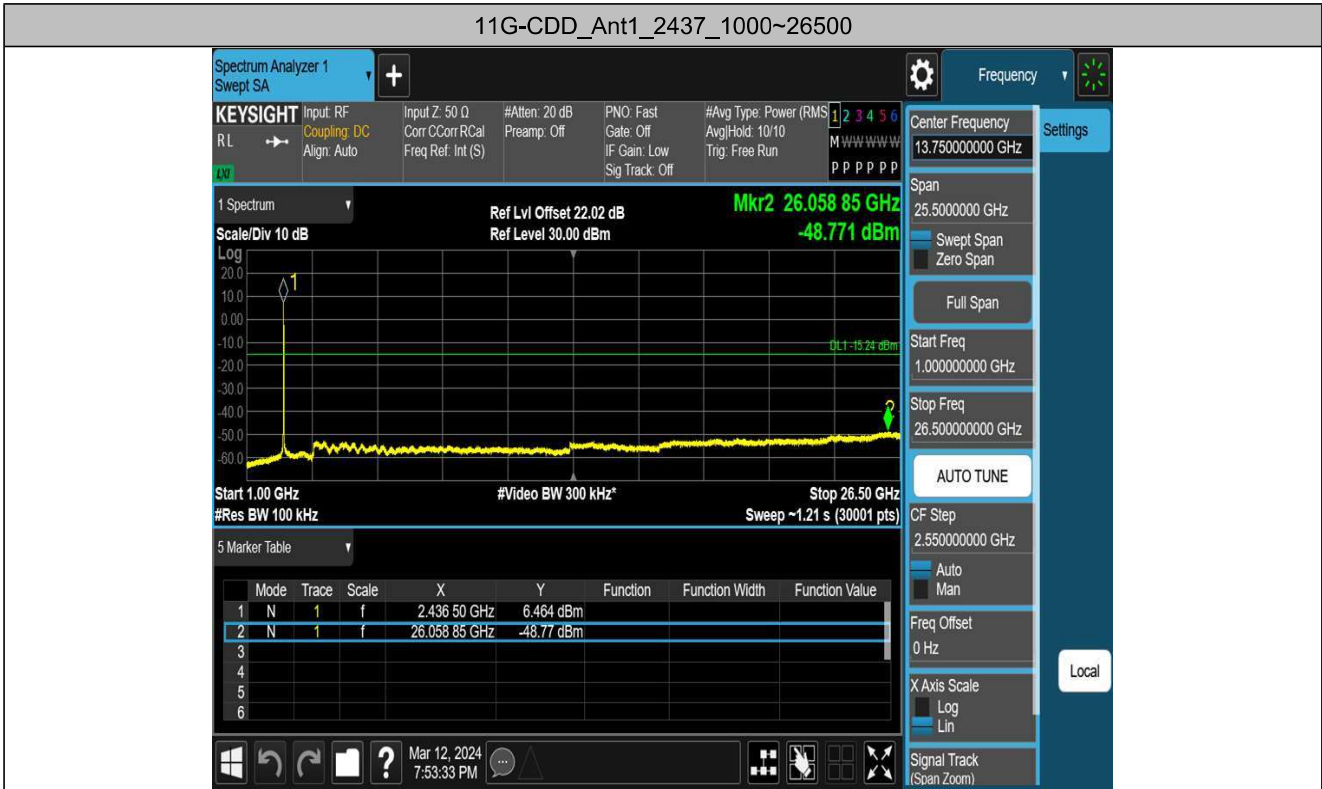 11G-CDD_Ant1_2437_1000~26500
Spectrum Analyzer 1
Swept SA
+
Frequency
KEYSIGHT
RL
LXI
Input: RF
Coupling: DC
Align: Auto
Input Z: 50 Ω
Corr CCorr RCal
Freq Ref: Int (S)
#Atten: 20 dB
Preamp: Off
PNO: Fast
Gate: Off
IF Gain: Low
Sig Track: Off
#Avg Type: Power (RMS
Avg|Hold: 10/10
Trig: Free Run
1 2 3 4 5 6
M W W W W W
P P P P P P
1 Spectrum
Scale/Div 10 dB
Ref Lvl Offset 22.02 dB
Ref Level 30.00 dBm
Mkr2 26.058 85 GHz
-48.771 dBm
Log
20.0
10.0
0.00
-10.0
-20.0
-30.0
-40.0
-50.0
-60.0
1
DL1 -15.24 dBm
2
Start 1.00 GHz
#Video BW 300 kHz*
Stop 26.50 GHz
#Res BW 100 kHz
Sweep ~1.21 s (30001 pts)
5 Marker Table
Mode Trace Scale X Y Function Function Width Function Value
1 N 1 f 2.436 50 GHz 6.464 dBm
2 N 1 f 26.058 85 GHz -48.77 dBm
3
4
5
6
Mar 12, 2024
7:53:33 PM
?
Center Frequency
13.750000000 GHz
Settings
Span
25.5000000 GHz
Swept Span
Zero Span
Full Span
Start Freq
1.000000000 GHz
Stop Freq
26.500000000 GHz
AUTO TUNE
CF Step
2.550000000 GHz
Auto
Man
Freq Offset
0 Hz
X Axis Scale
Log
Lin
Local
Signal Track
(Span Zoom)